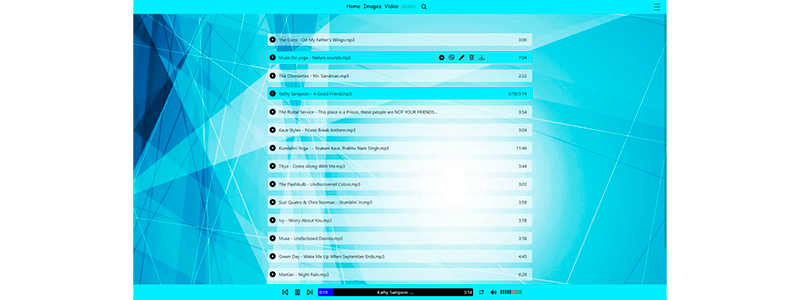 Home Images Video
The Exists - On My Father's Wings.mp3 3:00
Music for yoga - Nature sounds.mp3 7:04
The Chordettes - Mr. Sandman.mp3 2:22
Kathy Sampson - A Good Friend.mp3 0:19/3:14
The Postal Service - This place is a Prison, these people are NOT YOUR FRIENDS... 3:54
Kaye Styles - Prison Break Anthem.mp3 3:04
Kundalini Yoga - - Snatam Kaur, Prabhu Nam Singh.mp3 11:46
Tityo - Come Along With Me.mp3 3:44
The Flashbulb - Undiscovered Colors.mp3 3:03
Suzi Quatro & Chris Norman - Stumblin' In.mp3 3:59
Ivy - Worry About You.mp3 3:58
Muse - Undisclosed Desires.mp3 3:58
Green Day - Wake Me Up When September Ends.mp3 4:45
Martian - Night Rain.mp3 6:29
0:19 Kathy Sampson -... 3:14